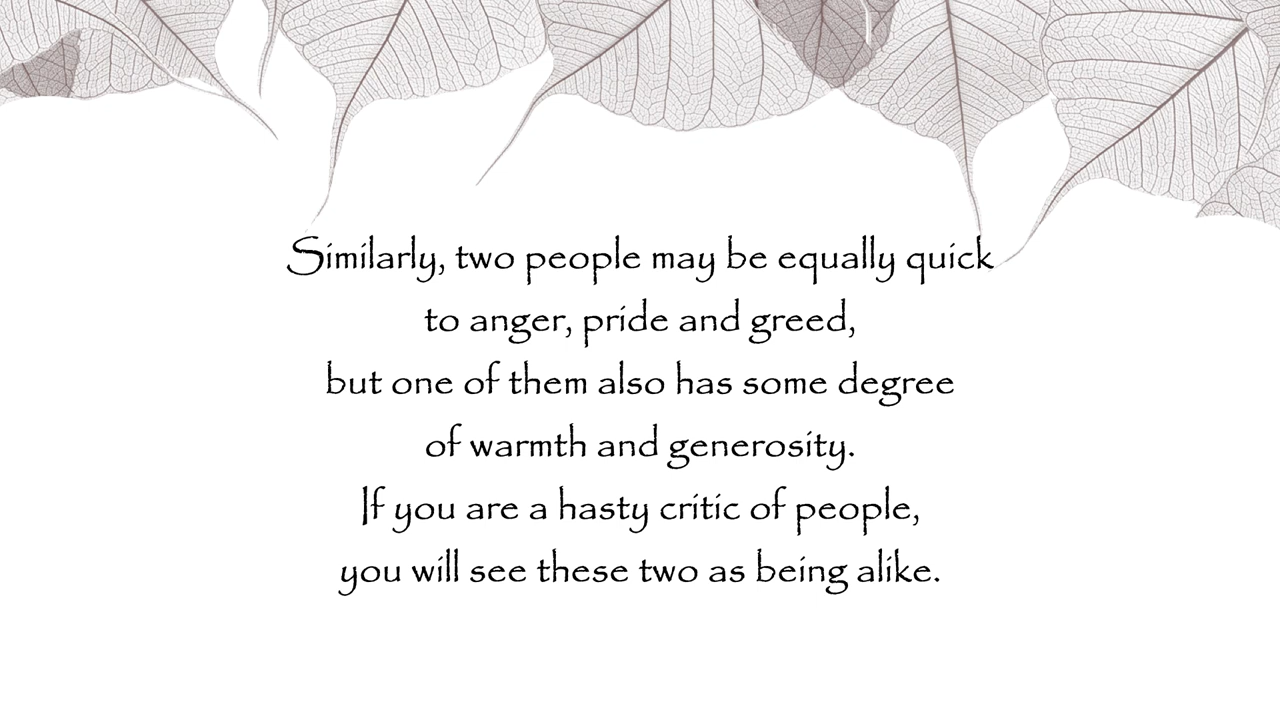 Similarly, two people may be equally quick
to anger, pride and greed,
but one of them also has some degree
of warmth and generosity.
If you are a hasty critic of people,
you will see these two as being alike.